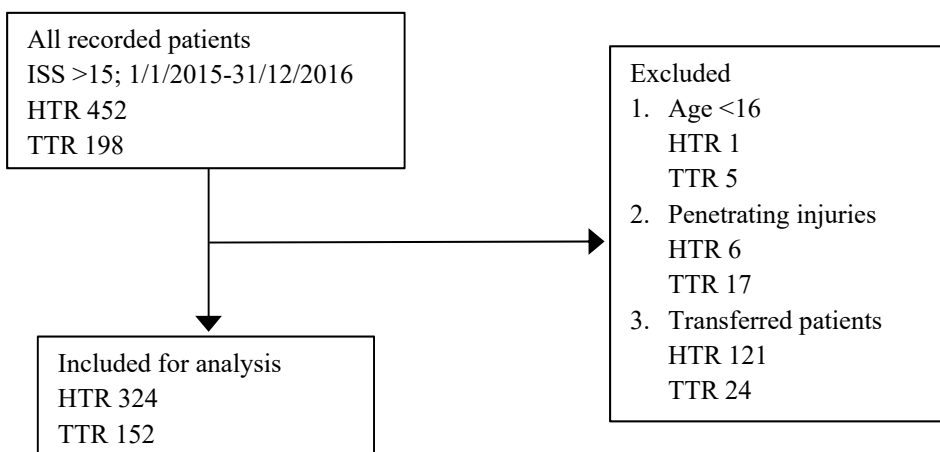 All recorded patients
ISS >15; 1/1/2015-31/12/2016
HTR 452
TTR 198
Excluded
1. Age <16
HTR 1
TTR 5
2. Penetrating injuries
HTR 6
TTR 17
3. Transferred patients
HTR 121
TTR 24
Included for analysis
HTR 324
TTR 152